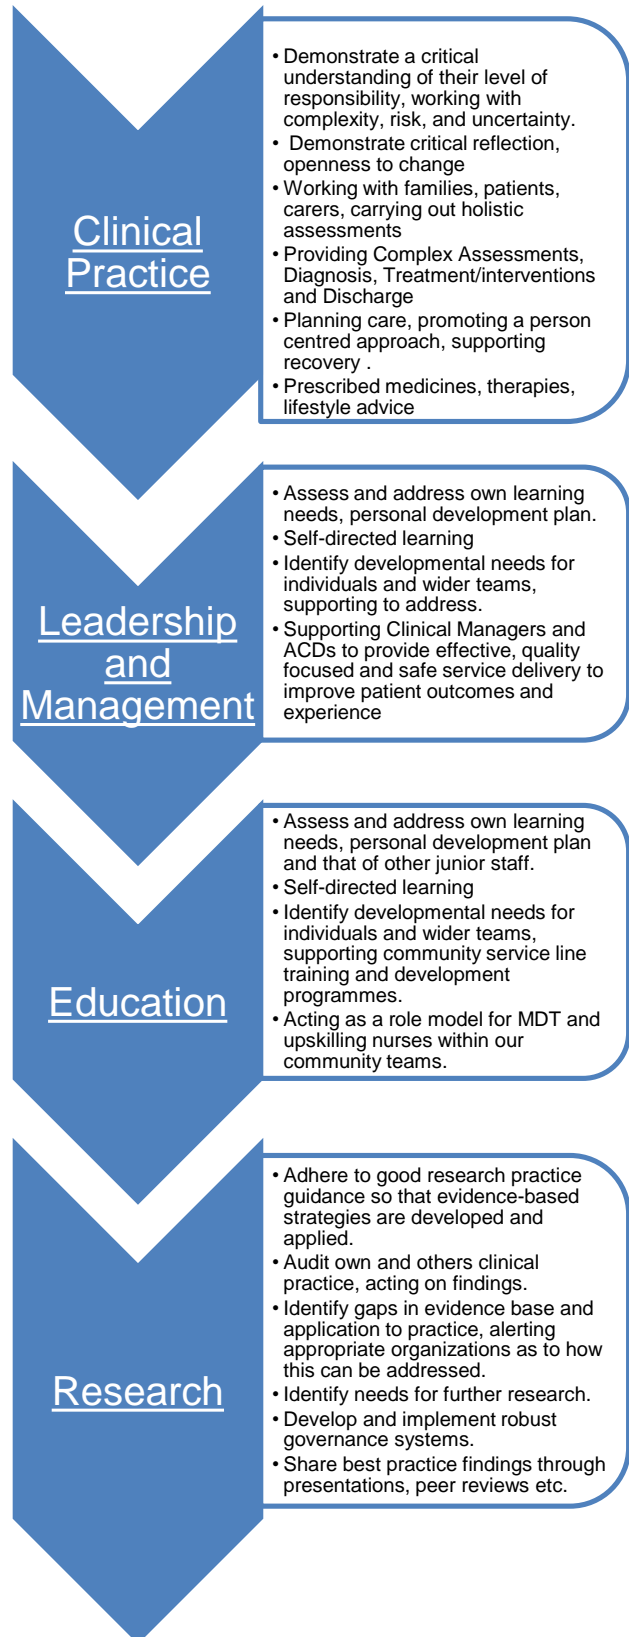 Clinical
Practice
• Demonstrate a critical
understanding of their level of
responsibility, working with
complexity, risk, and uncertainty.
• Demonstrate critical reflection,
openness to change
• Working with families, patients,
carers, carrying out holistic
assessments
• Providing Complex Assessments,
Diagnosis, Treatment/interventions
and Discharge
• Planning care, promoting a person
centred approach, supporting
recovery .
• Prescribed medicines, therapies,
lifestyle advice
Leadership
and
Management
• Assess and address own learning
needs, personal development plan.
• Self-directed learning
• Identify developmental needs for
individuals and wider teams,
supporting to address.
• Supporting Clinical Managers and
ACDs to provide effective, quality
focused and safe service delivery to
improve patient outcomes and
experience
Education
• Assess and address own learning
needs, personal development plan
and that of other junior staff.
• Self-directed learning
• Identify developmental needs for
individuals and wider teams,
supporting community service line
training and development
programmes.
• Acting as a role model for MDT and
upskilling nurses within our
community teams.
Research
• Adhere to good research practice
guidance so that evidence-based
strategies are developed and
applied.
• Audit own and others clinical
practice, acting on findings.
• Identify gaps in evidence base and
application to practice, alerting
appropriate organizations as to how
this can be addressed.
• Identify needs for further research.
• Develop and implement robust
governance systems.
• Share best practice findings through
presentations, peer reviews etc.